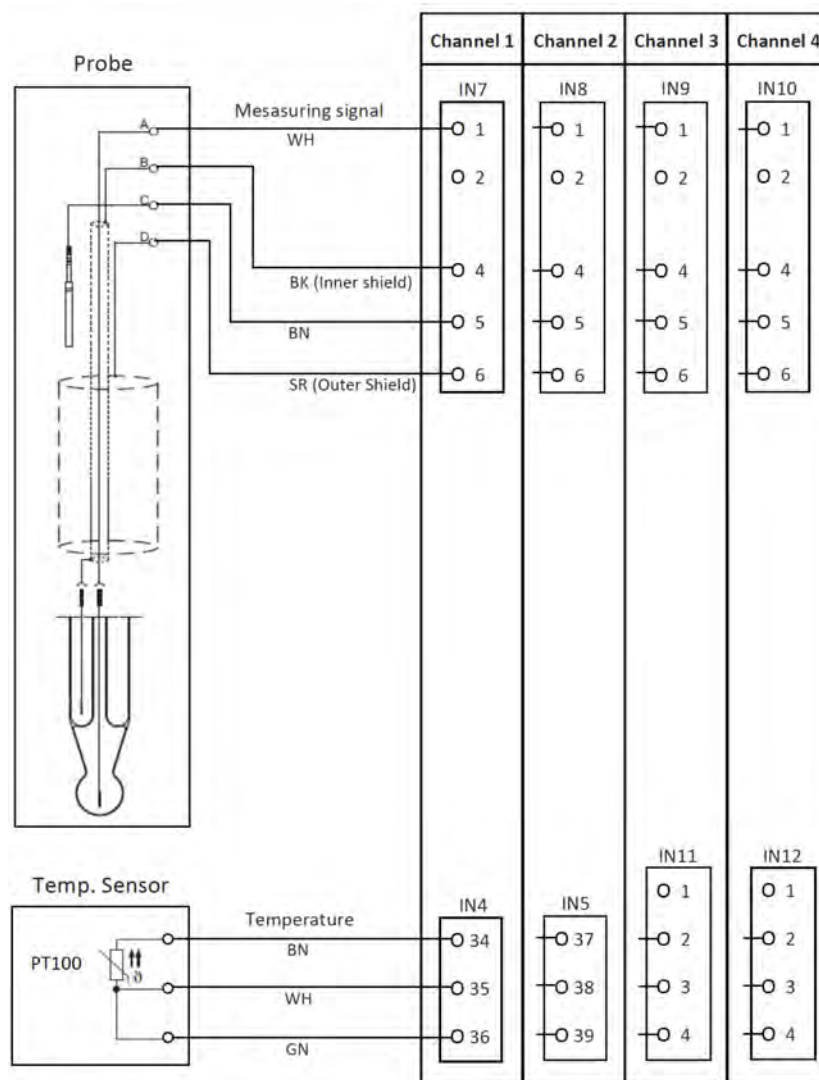 Channel 1 Channel 2 Channel 3 Channel 4
Probe
IN7 IN8 IN9 IN10
A Mesasuring signal
WH
1 1 1 1
B
2 2 2 2
C
D
BK (Inner shield)
4 4 4 4
BN
5 5 5 5
SR (Outer Shield)
6 6 6 6
IN11 IN12
Temp. Sensor
IN4 IN5
1 1
Temperature
BN
34 37 2 2
PT100
ϑ
WH
35 38 3 3
GN
36 39 4 4